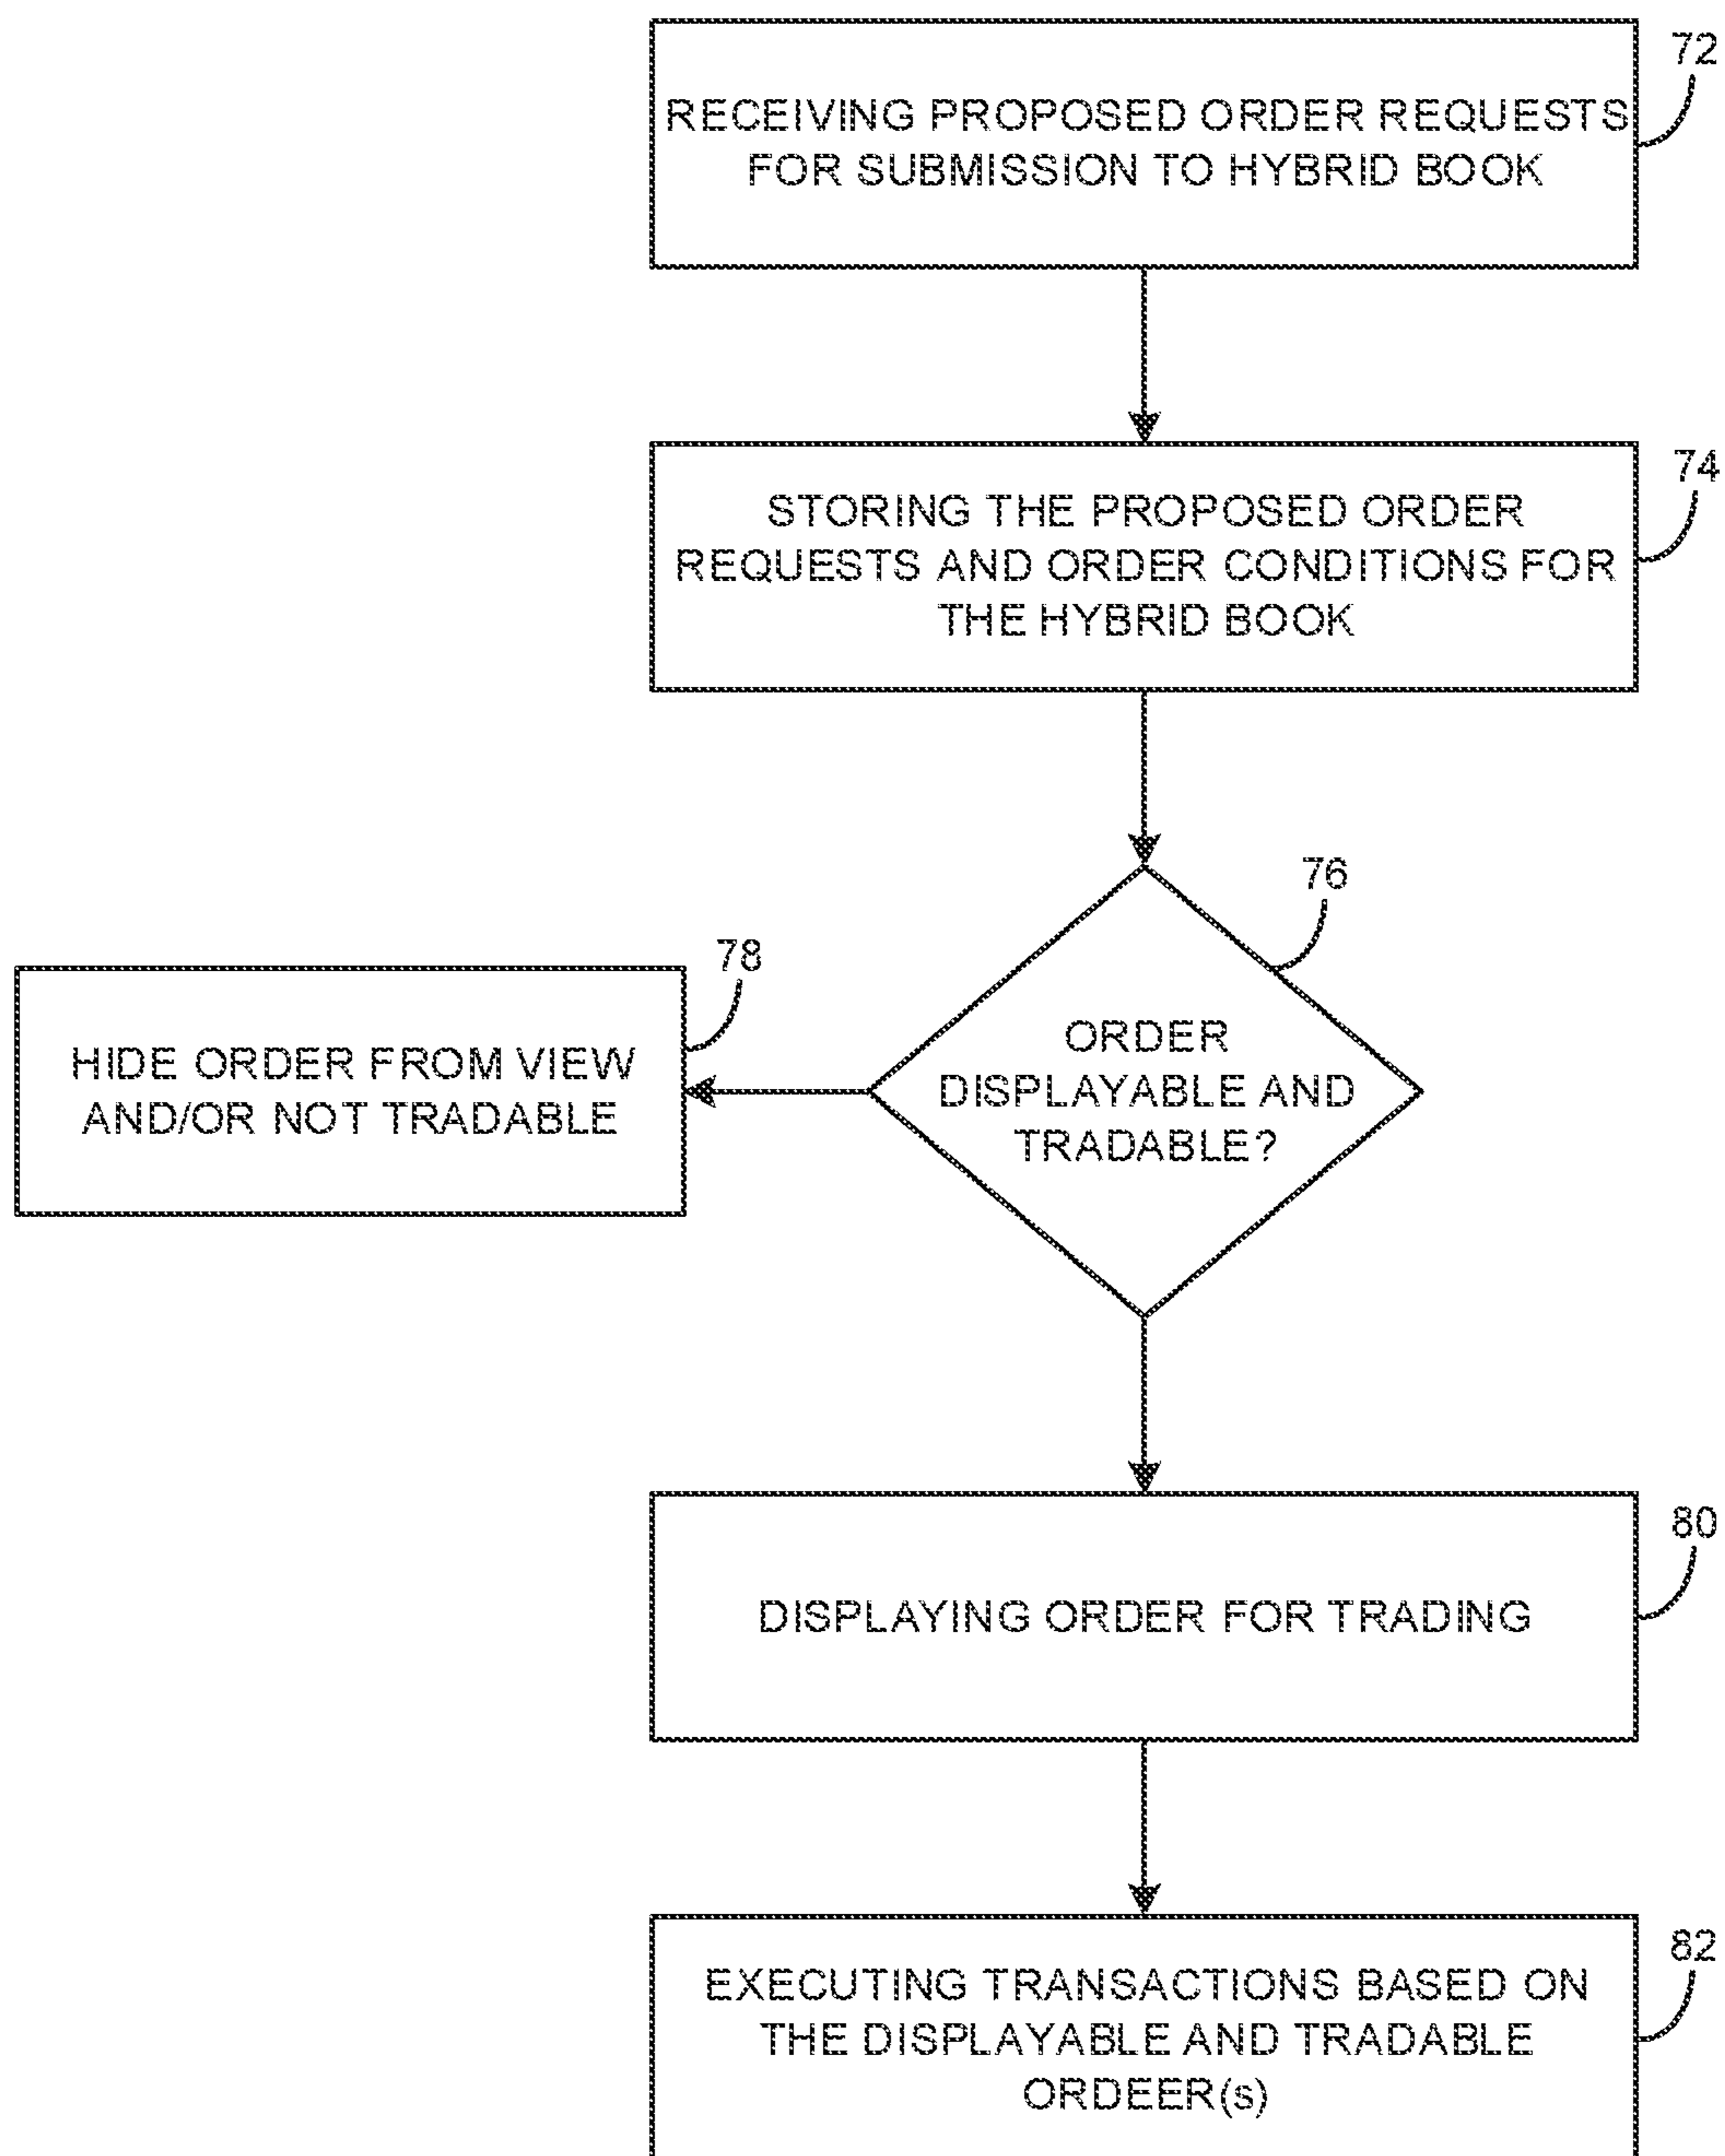 72
RECEIVING PROPOSED ORDER REQUESTS
FOR SUBMISSION TO HYBRID BOOK
74
STORING THE PROPOSED ORDER
REQUESTS AND ORDER CONDITIONS FOR
THE HYBRID BOOK
76
ORDER
DISPLAYABLE AND
TRADABLE?
78
HIDE ORDER FROM VIEW
AND/OR NOT TRADABLE
80
DISPLAYING ORDER FOR TRADING
82
EXECUTING TRANSACTIONS BASED ON
THE DISPLAYABLE AND TRADABLE
ORDEER(s)